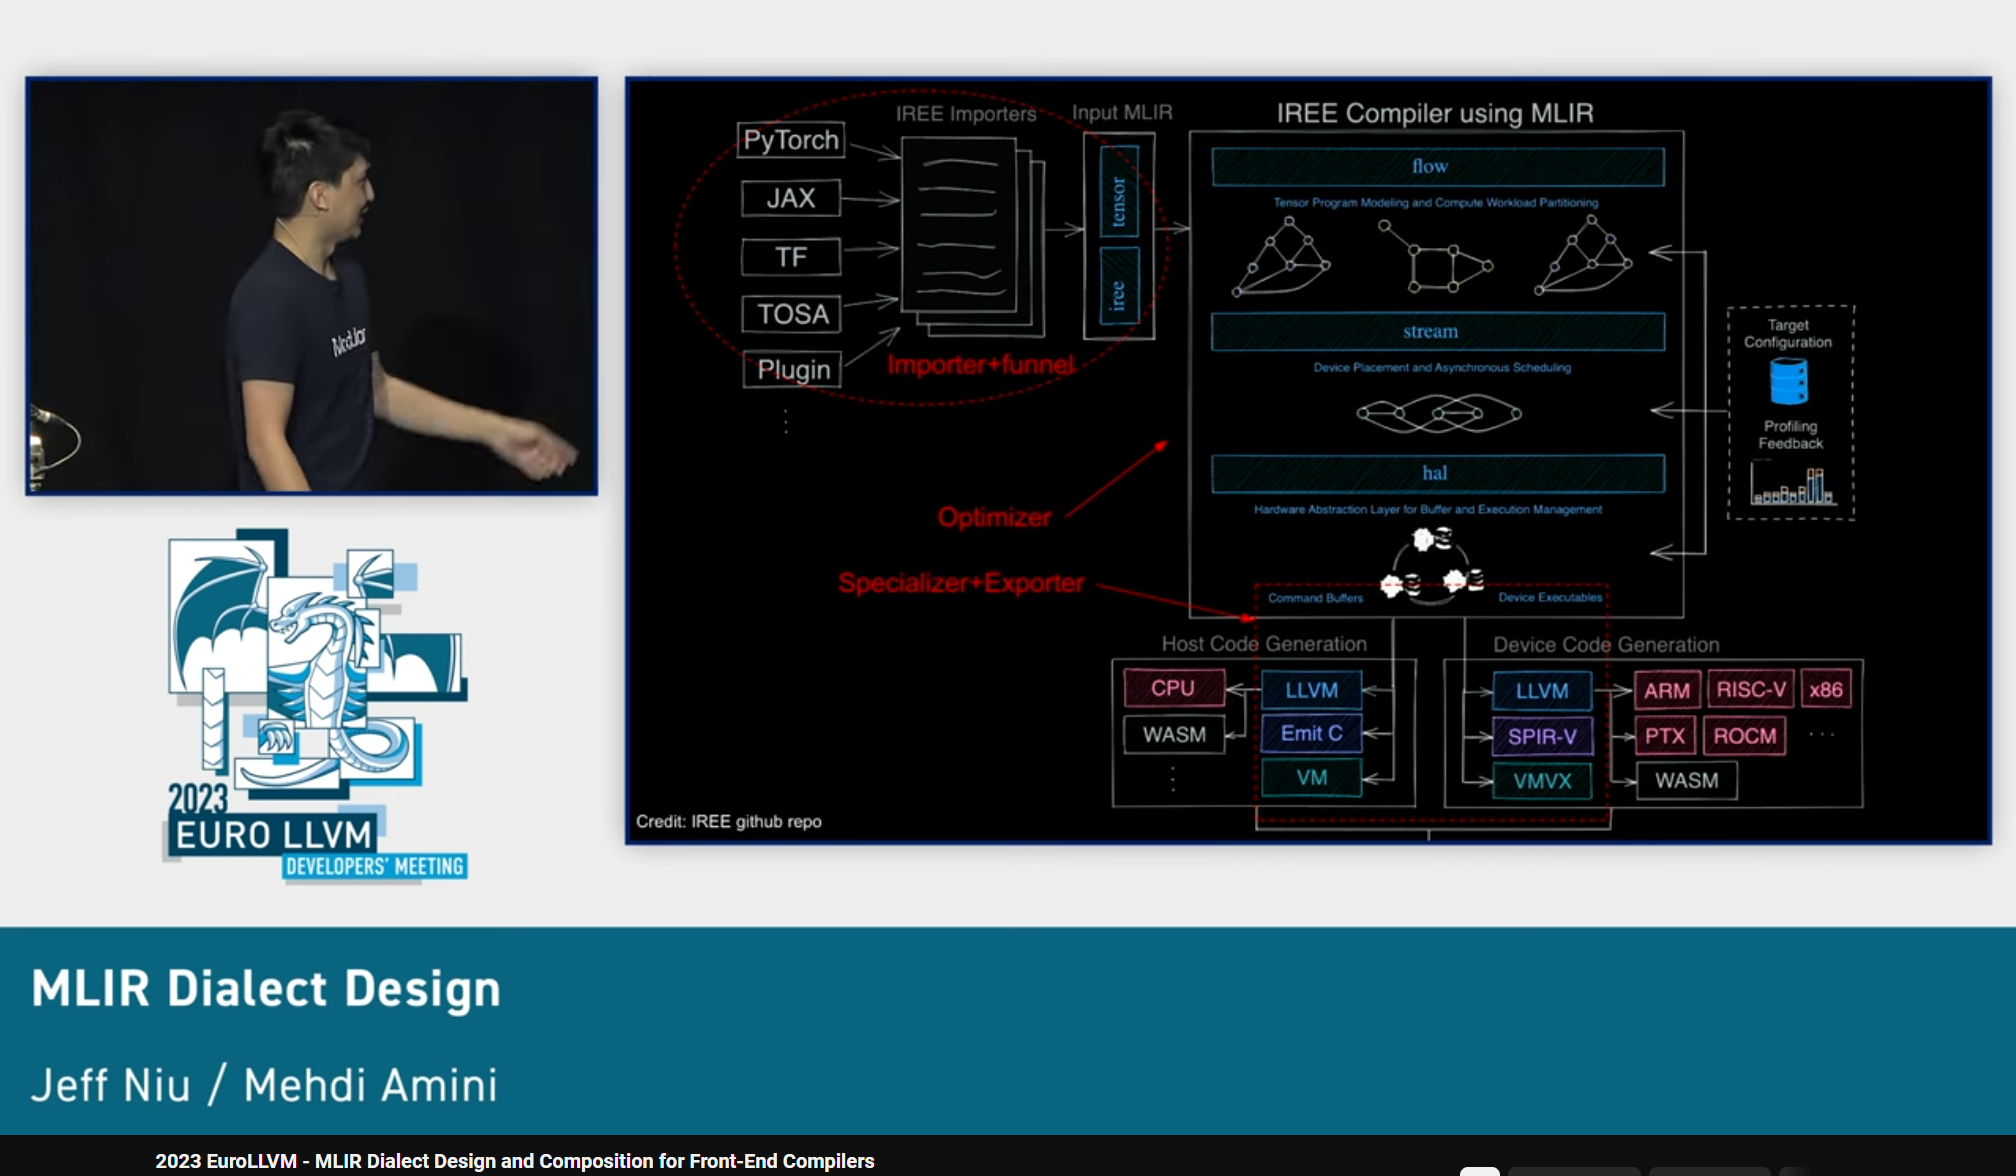 Modular
2023
EURO LLVM
DEVELOPERS' MEETING
IREE Importers
Input MLIR
IREE Compiler using MLIR
PyTorch
JAX
TF
TOSA
Plugin
Importer+funnel
tensor
iree
flow
Tensor Program Modeling and Compute Workload Partitioning
stream
Device Placement and Asynchronous Scheduling
hal
Hardware Abstraction Layer for Buffer and Execution Management
Target
Configuration
Profiling
Feedback
Optimizer
Specializer+Exporter
Command Buffers
Device Executables
Host Code Generation
Device Code Generation
CPU
LLVM
WASM
Emit C
VM
LLVM
ARM
RISC-V
x86
SPIR-V
PTX
ROCM
VMVX
WASM
Credit: IREE github repo
MLIR Dialect Design
Jeff Niu / Mehdi Amini
2023 EuroLLVM - MLIR Dialect Design and Composition for Front-End Compilers